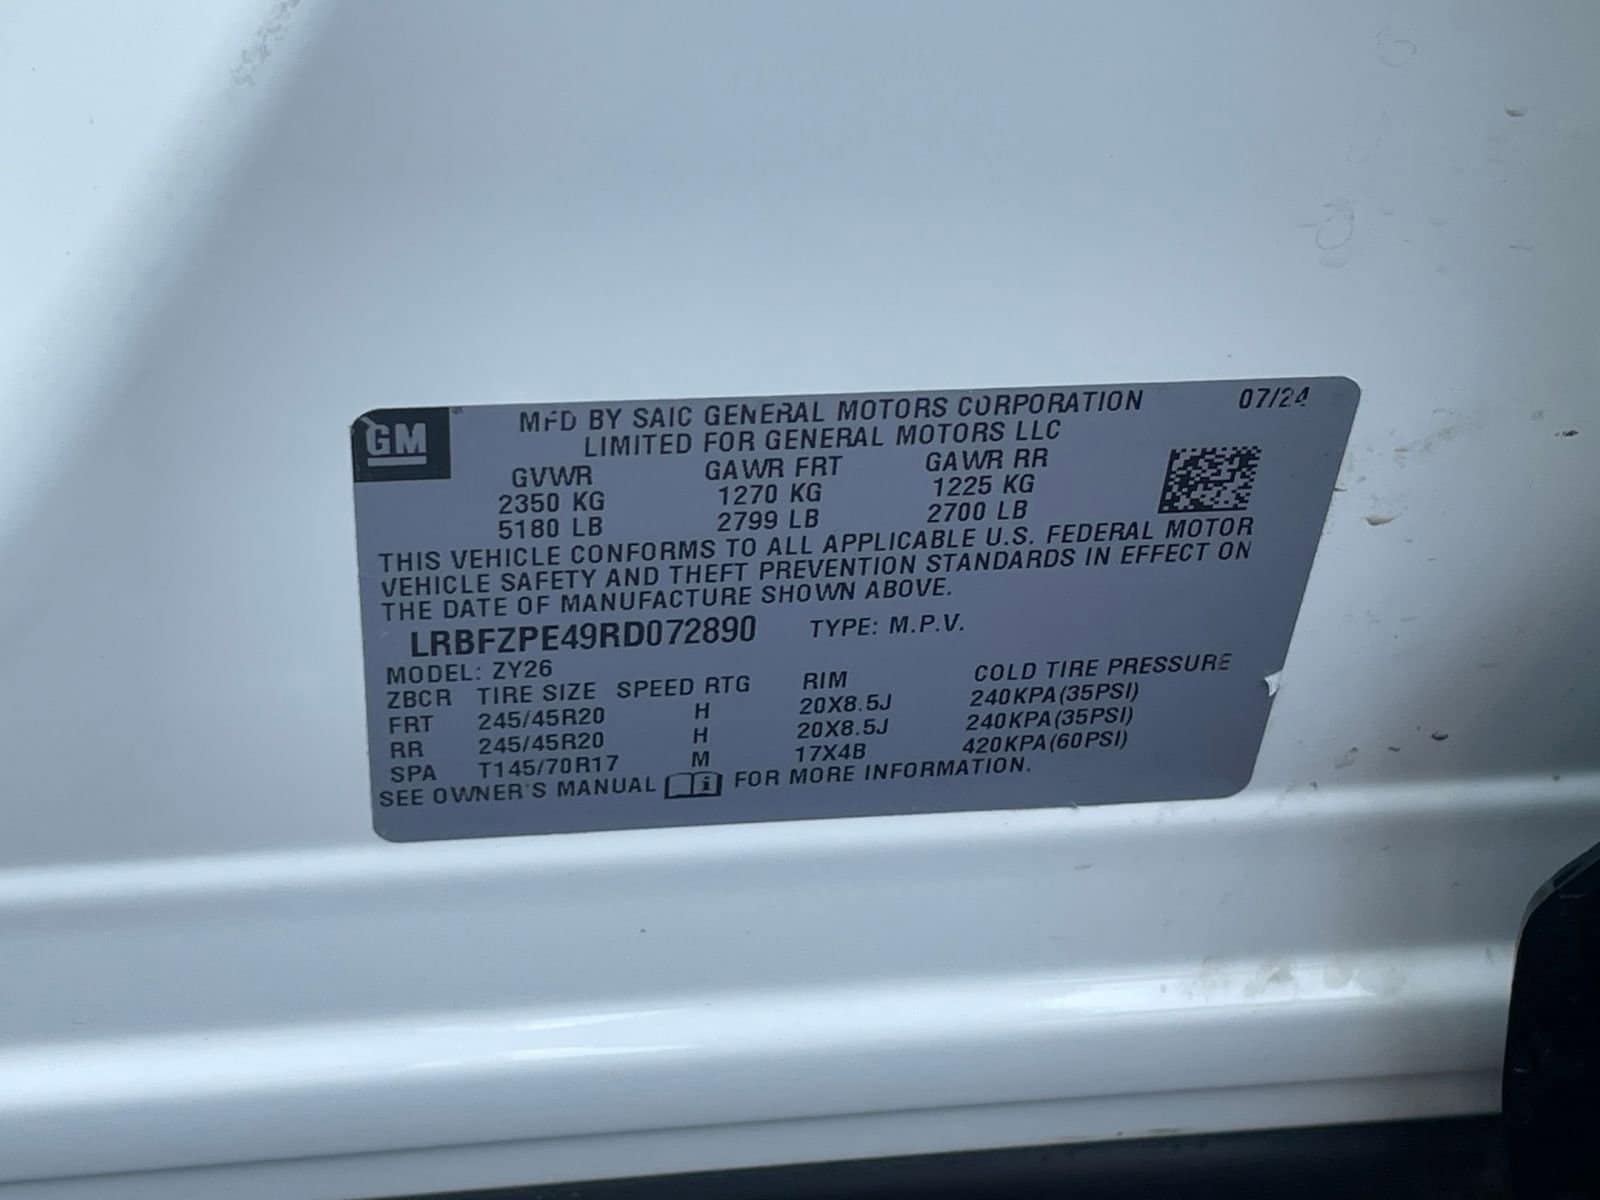 GM
MFD BY SAIC GENERAL MOTORS CORPORATION 07/24
LIMITED FOR GENERAL MOTORS LLC
GVWR GAWR FRT GAWR RR
2350 KG 1270 KG 1225 KG
5180 LB 2799 LB 2700 LB
THIS VEHICLE CONFORMS TO ALL APPLICABLE U.S. FEDERAL MOTOR
VEHICLE SAFETY AND THEFT PREVENTION STANDARDS IN EFFECT ON
THE DATE OF MANUFACTURE SHOWN ABOVE.
LRBFZPE49RD072890 TYPE: M.P.V.
MODEL: ZY26
ZBCR TIRE SIZE SPEED RTG RIM COLD TIRE PRESSURE
FRT 245/45R20 H 20X8.5J 240KPA(35PSI)
RR 245/45R20 H 20X8.5J 240KPA(35PSI)
SPA T145/70R17 M 17X4B 420KPA(60PSI)
SEE OWNER'S MANUAL i FOR MORE INFORMATION.